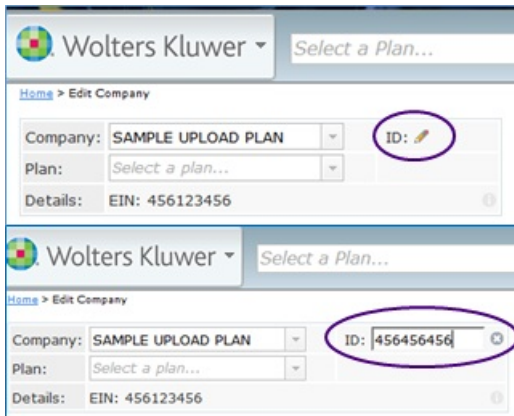 Wolters Kluwer Select a Plan...
Home > Edit Company
Company: SAMPLE UPLOAD PLAN ID:
Plan: Select a plan...
Details: EIN: 456123456
Wolters Kluwer Select a Plan...
Home > Edit Company
Company: SAMPLE UPLOAD PLAN ID: 456456456
Plan: Select a plan...
Details: EIN: 456123456